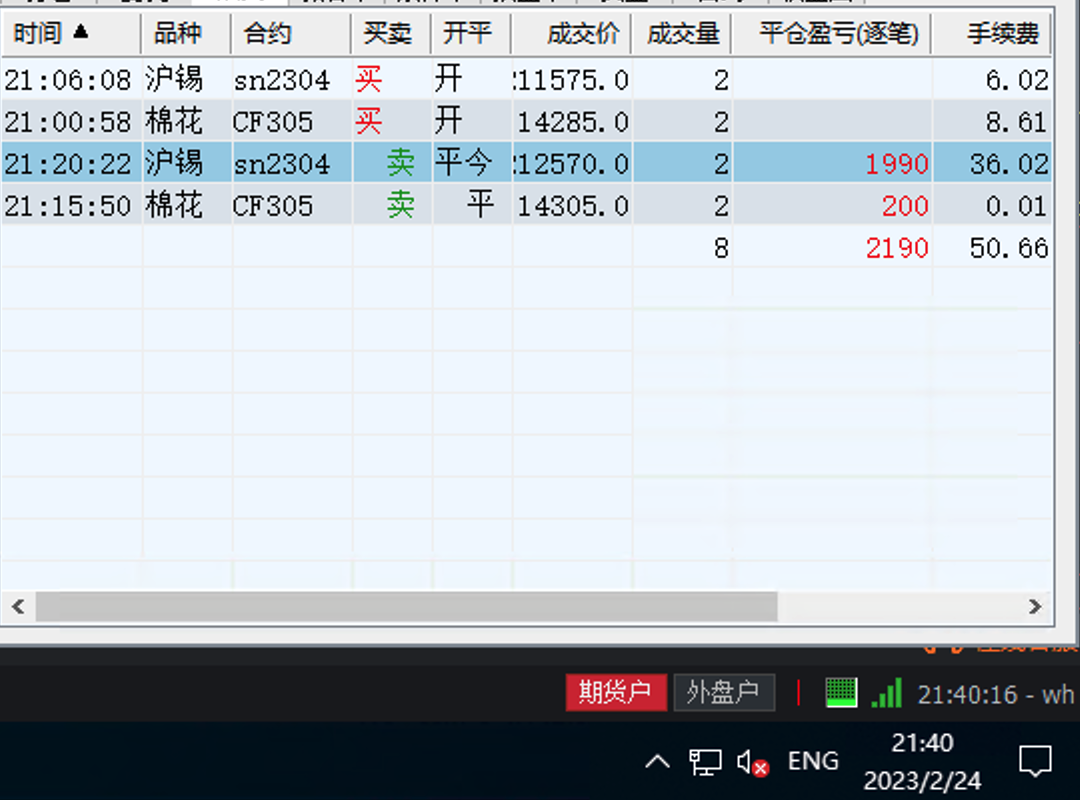 时间 ▲ 品种 合约 买卖 开平 成交价 成交量 平仓盈亏(逐笔) 手续费
21:06:08 沪锡 sn2304 买 开 211575.0 2 6.02
21:00:58 棉花 CF305 买 开 14285.0 2 8.61
21:20:22 沪锡 sn2304 卖 平今 212570.0 2 1990 36.02
21:15:50 棉花 CF305 卖 平 14305.0 2 200 0.01
8 2190 50.66
期货户 外盘户 21:40:16 - wh
ENG 21:40
2023/2/24